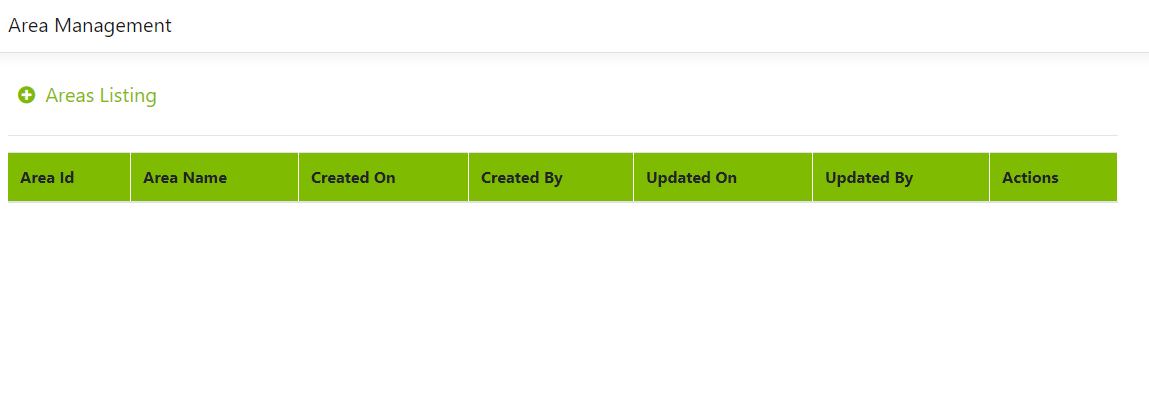 Area Management
Areas Listing
Area Id Area Name Created On Created By Updated On Updated By Actions